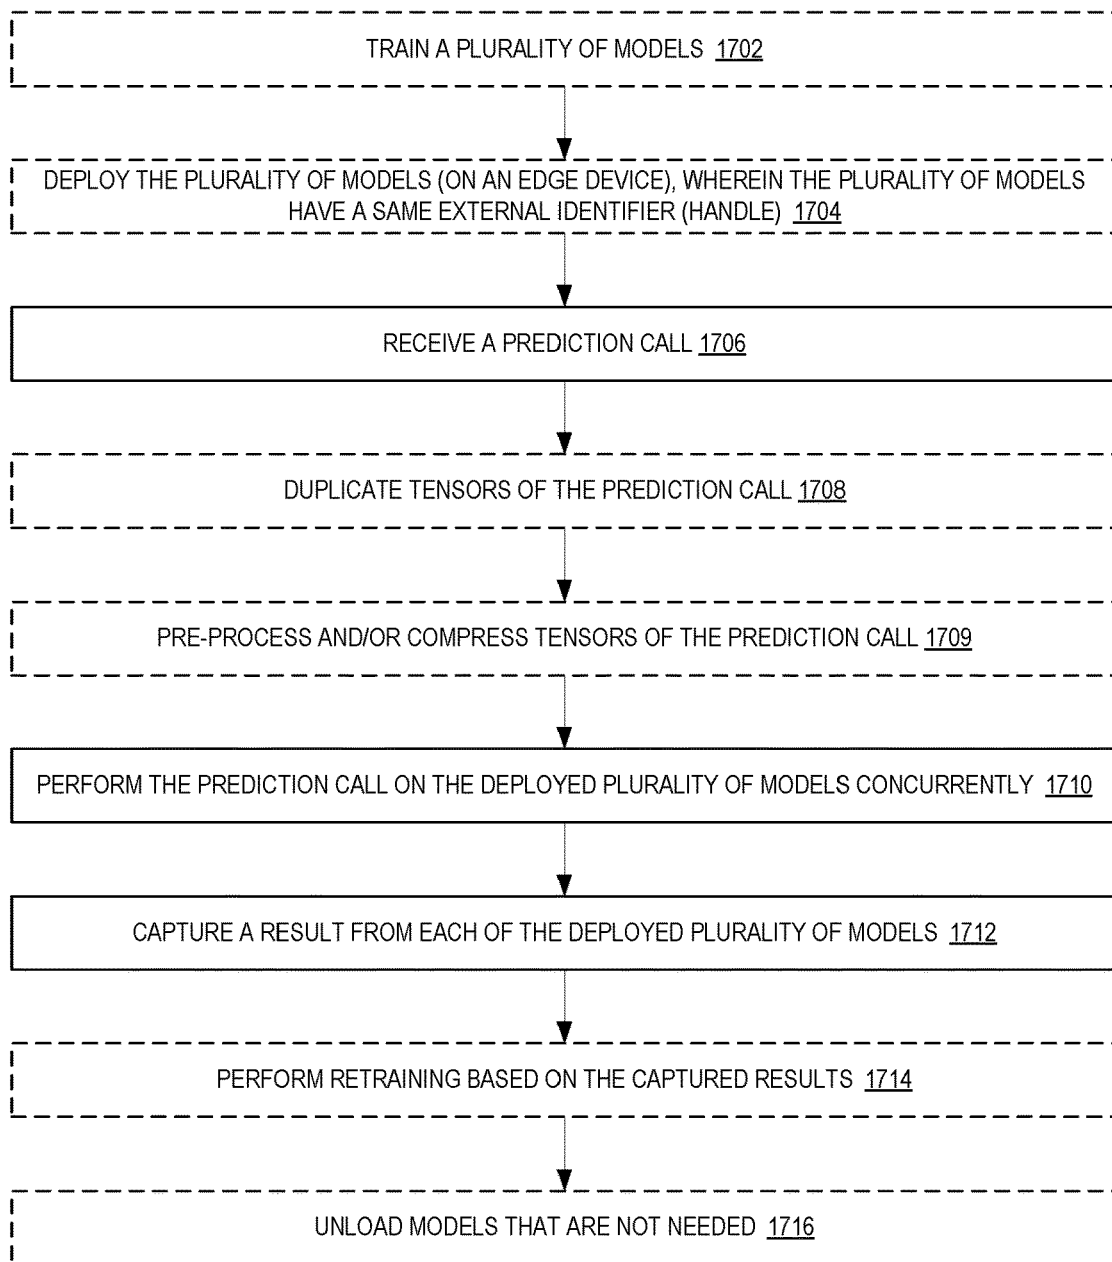 TRAIN A PLURALITY OF MODELS 1702
DEPLOY THE PLURALITY OF MODELS (ON AN EDGE DEVICE), WHEREIN THE PLURALITY OF MODELS
HAVE A SAME EXTERNAL IDENTIFIER (HANDLE) 1704
RECEIVE A PREDICTION CALL 1706
DUPLICATE TENSORS OF THE PREDICTION CALL 1708
PRE-PROCESS AND/OR COMPRESS TENSORS OF THE PREDICTION CALL 1709
PERFORM THE PREDICTION CALL ON THE DEPLOYED PLURALITY OF MODELS CONCURRENTLY 1710
CAPTURE A RESULT FROM EACH OF THE DEPLOYED PLURALITY OF MODELS 1712
PERFORM RETRAINING BASED ON THE CAPTURED RESULTS 1714
UNLOAD MODELS THAT ARE NOT NEEDED 1716